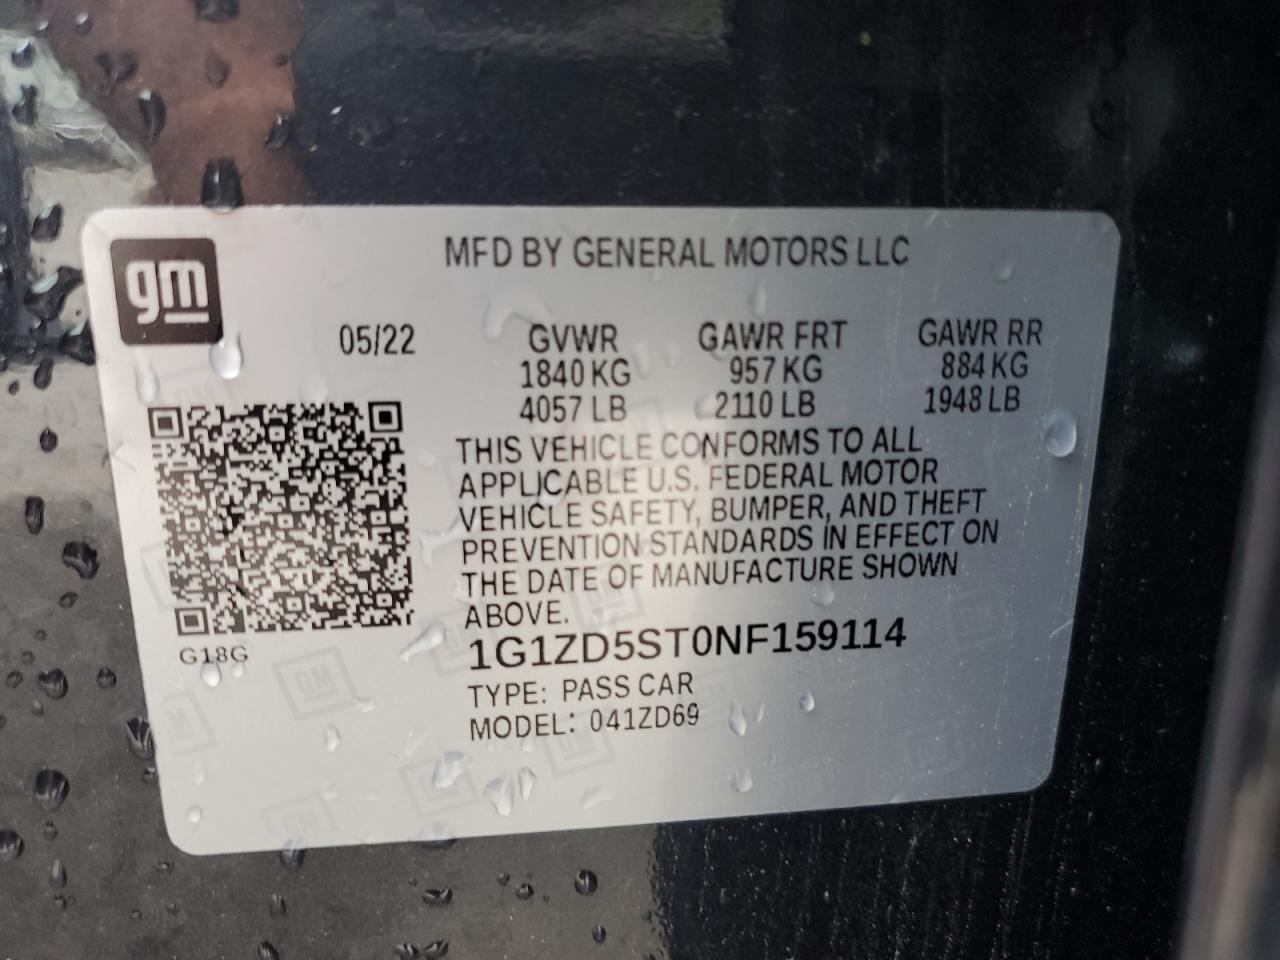 gm
MFD BY GENERAL MOTORS LLC
05/22 GVWR GAWR FRT GAWR RR
1840 KG 957 KG 884 KG
4057 LB 2110 LB 1948 LB
THIS VEHICLE CONFORMS TO ALL
APPLICABLE U.S. FEDERAL MOTOR
VEHICLE SAFETY, BUMPER, AND THEFT
PREVENTION STANDARDS IN EFFECT ON
THE DATE OF MANUFACTURE SHOWN
ABOVE.
1G1ZD5ST0NF159114
TYPE: PASS CAR
MODEL: 041ZD69
G18G